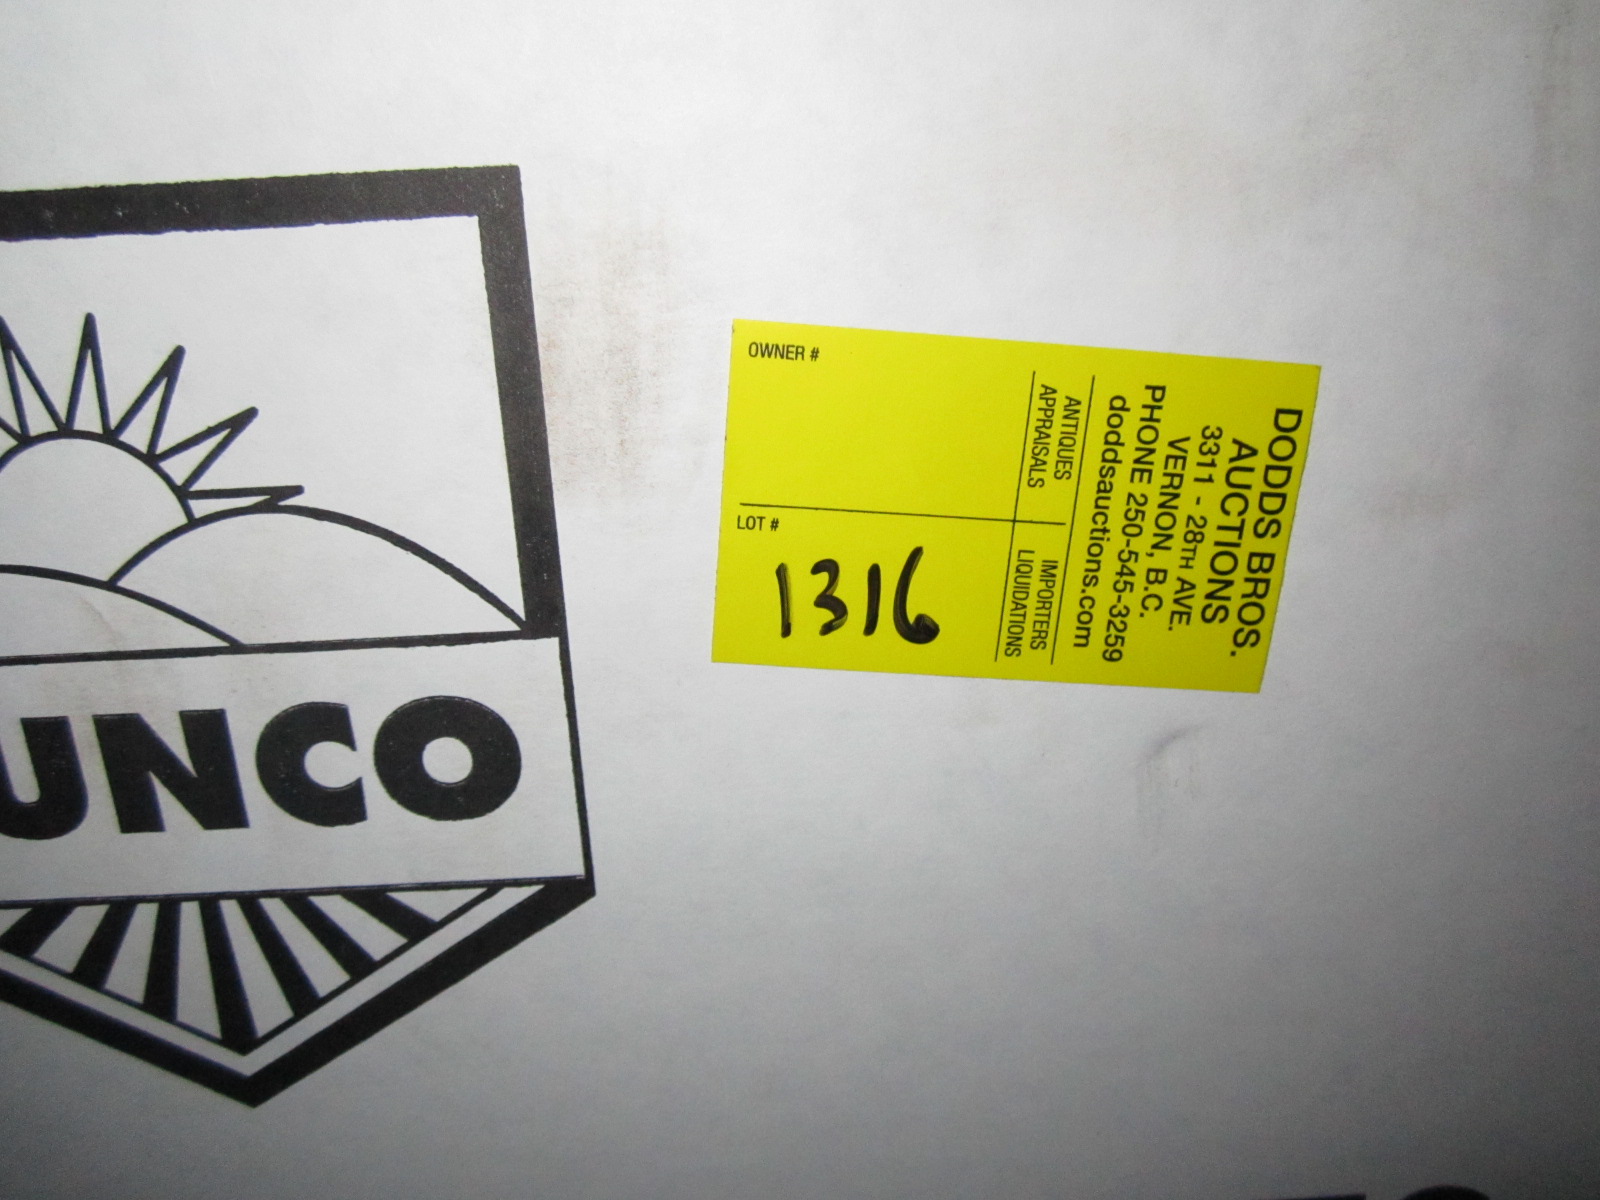 UNCO
OWNER #
LOT #
1316
DODDS BROS.
AUCTIONS
3311 - 28TH AVE.
VERNON, B.C.
PHONE 250-545-3259
doddsauctions.com
ANTIQUES
APPRAISALS
IMPORTERS
LIQUIDATIONS